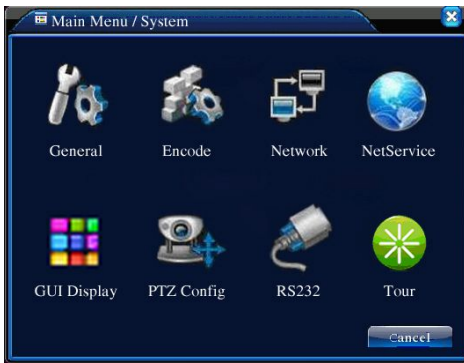 Main Menu / System
General Encode Network NetService
GUI Display PTZ Config RS232 Tour
Cancel